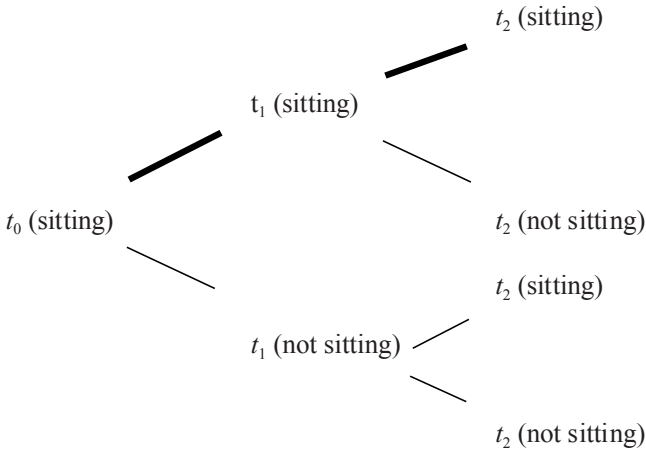 t₂ (sitting)
t₁ (sitting)
t₀ (sitting)
t₂ (not sitting)
t₂ (sitting)
t₁ (not sitting)
t₂ (not sitting)